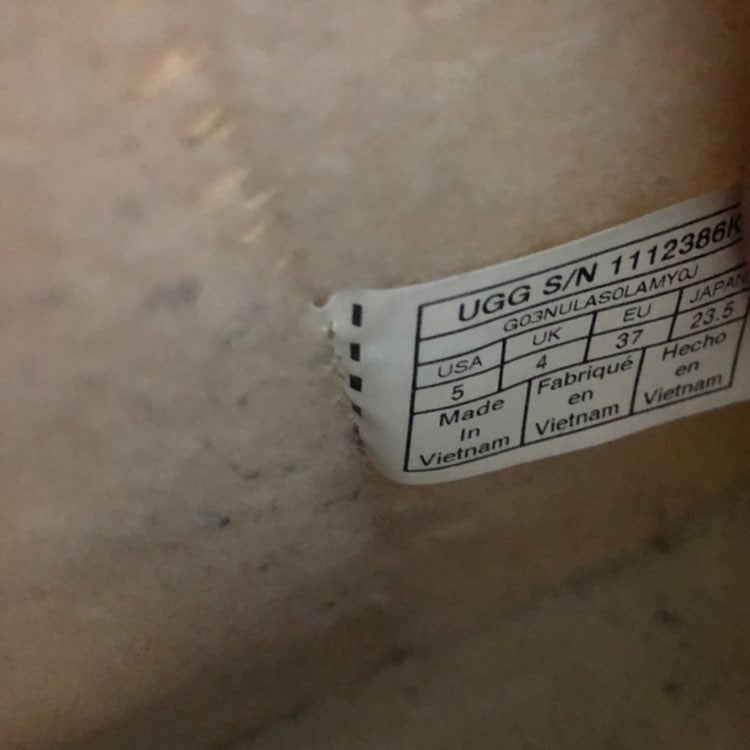 UGG S/N 1112386K
G03NULASOLAMY0J
USA UK EU JAPAN
5 4 37 23.5
Made In Vietnam
Fabriqué en Vietnam
Hecho en Vietnam